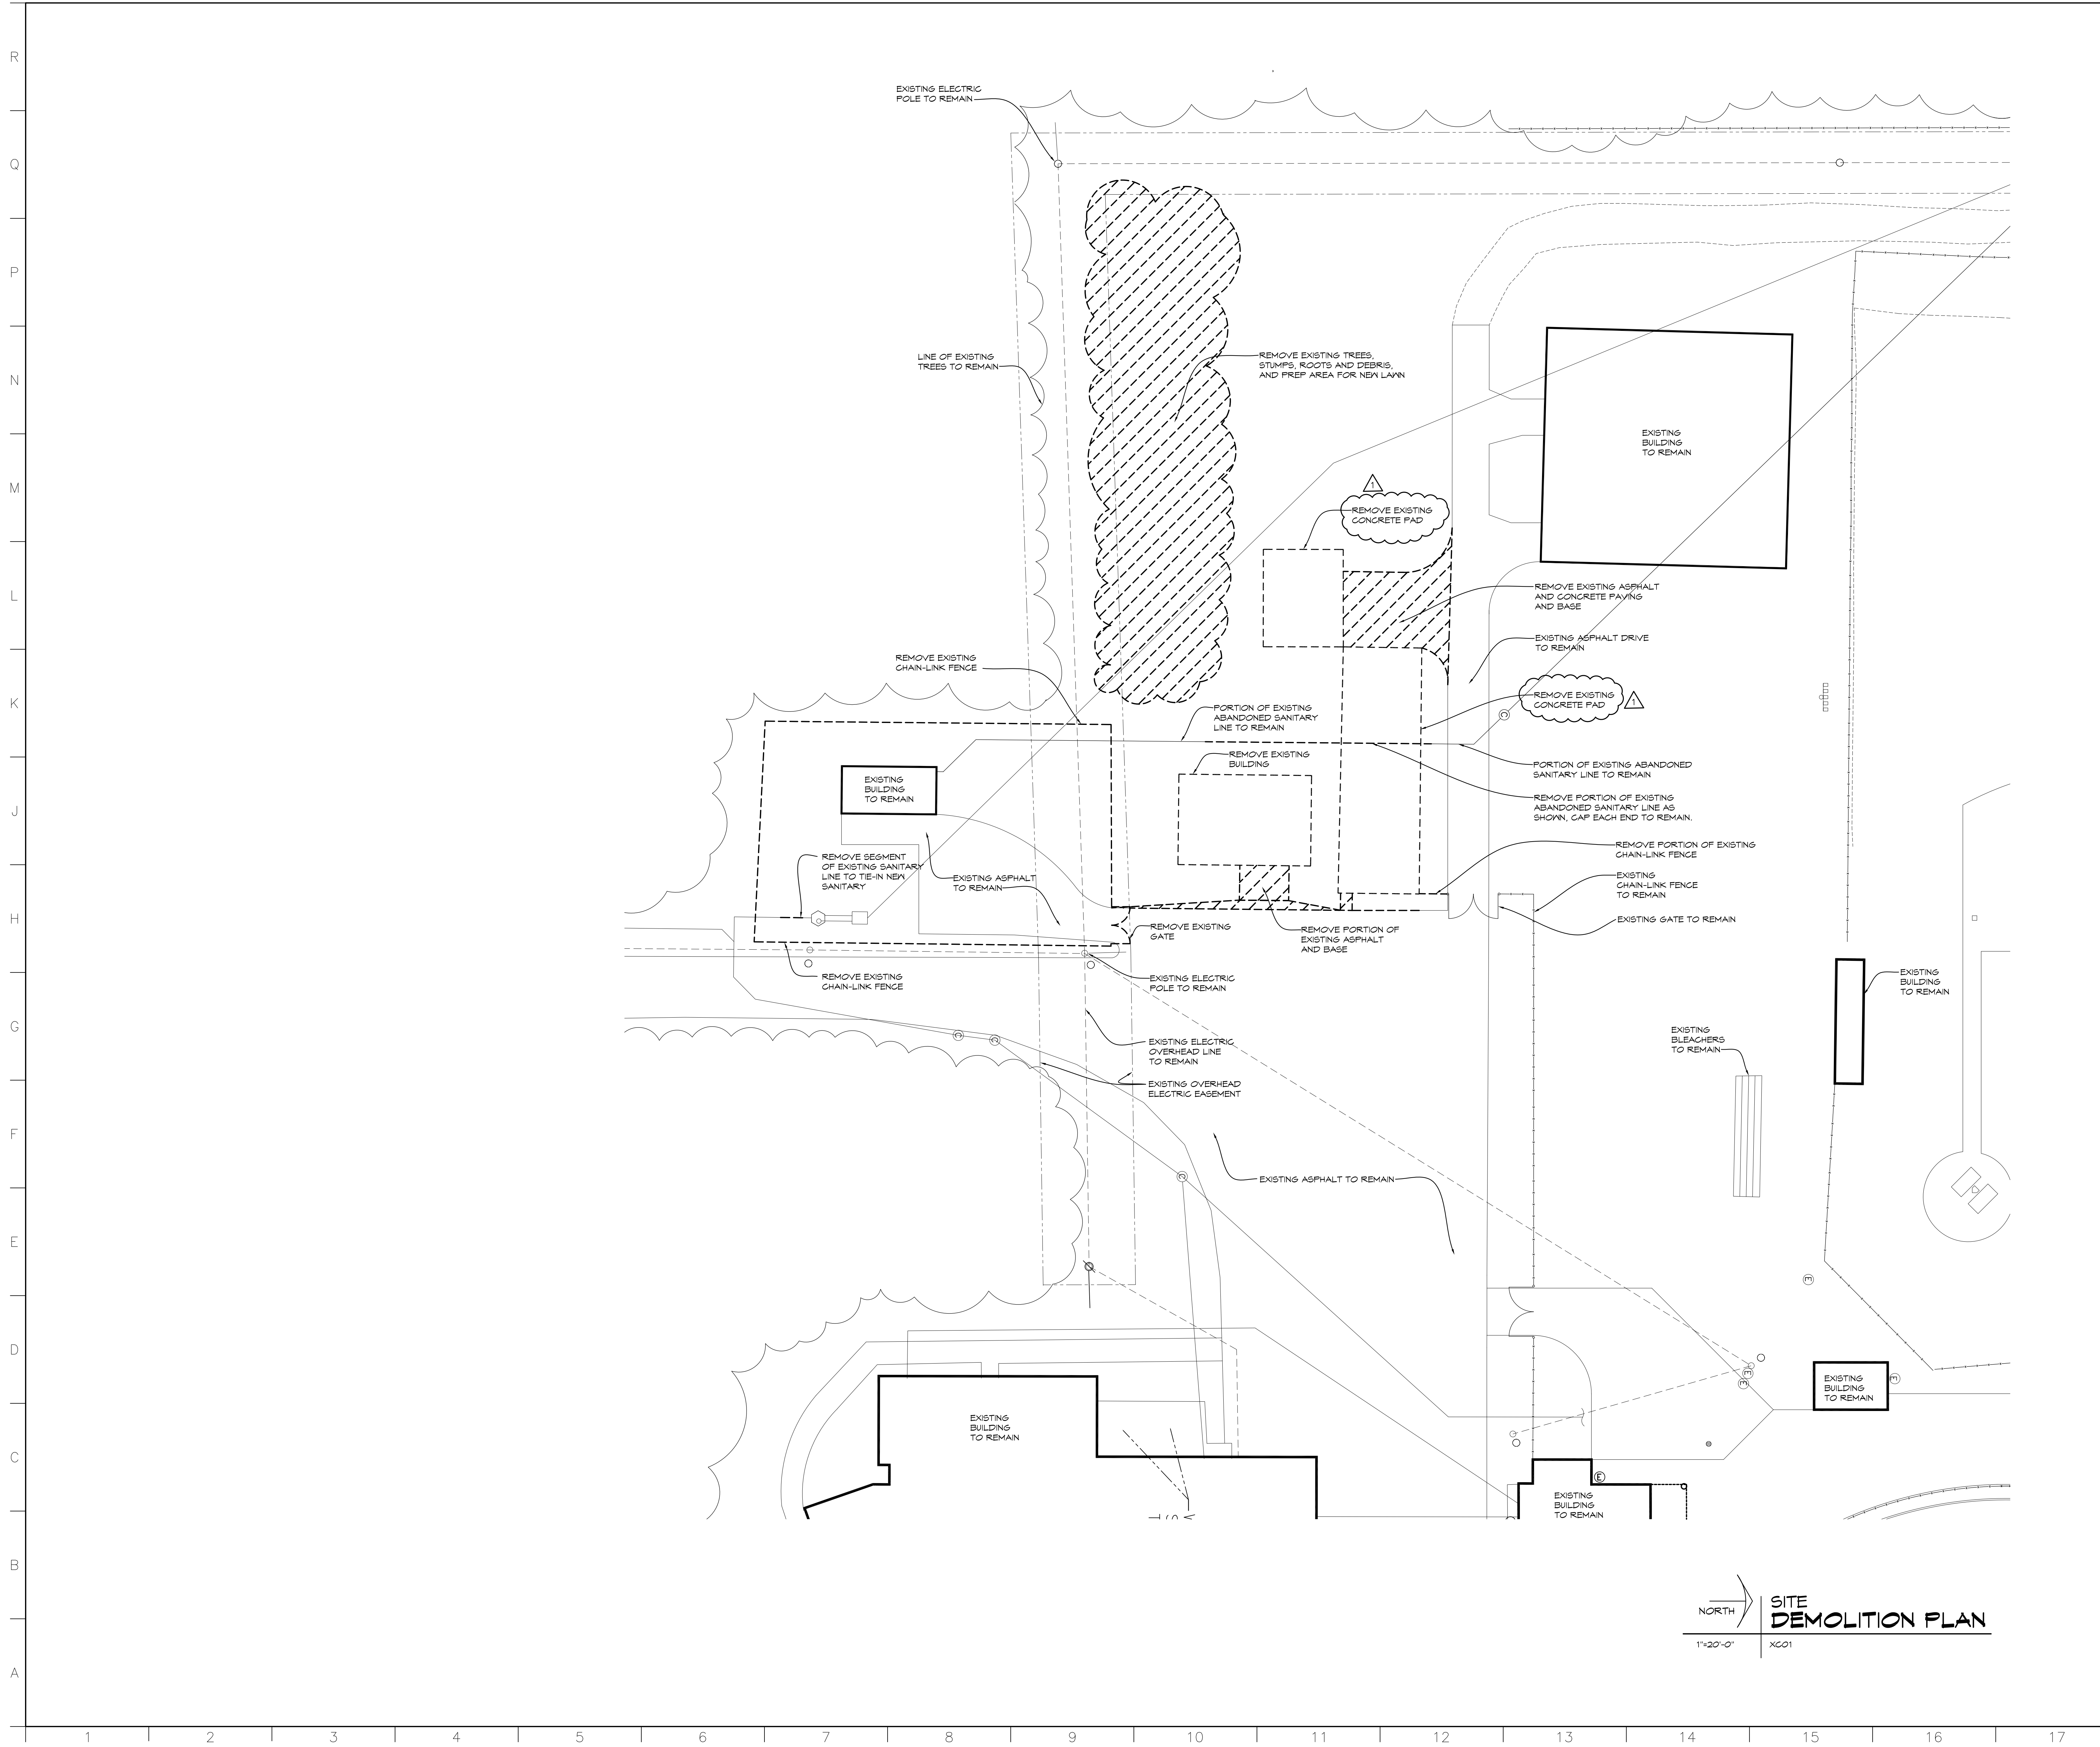 R
EXISTING ELECTRIC
POLE TO REMAIN
Q
P
LINE OF EXISTING
TREES TO REMAIN
REMOVE EXISTING TREES,
STUMPS, ROOTS AND DEBRIS,
AND PREP AREA FOR NEW LAWN
N
EXISTING
BUILDING
TO REMAIN
M
1
REMOVE EXISTING
CONCRETE PAD
L
REMOVE EXISTING ASPHALT
AND CONCRETE PAVING
AND BASE
EXISTING ASPHALT DRIVE
TO REMAIN
REMOVE EXISTING
CHAIN-LINK FENCE
K
REMOVE EXISTING
CONCRETE PAD
1
C
PORTION OF EXISTING
ABANDONED SANITARY
LINE TO REMAIN
REMOVE EXISTING
BUILDING
PORTION OF EXISTING ABANDONED
SANITARY LINE TO REMAIN
EXISTING
BUILDING
TO REMAIN
J
REMOVE PORTION OF EXISTING
ABANDONED SANITARY LINE AS
SHOWN, CAP EACH END TO REMAIN.
REMOVE PORTION OF EXISTING
CHAIN-LINK FENCE
REMOVE SEGMENT
OF EXISTING SANITARY
LINE TO TIE-IN NEW
SANITARY
EXISTING ASPHALT
TO REMAIN
EXISTING
CHAIN-LINK FENCE
TO REMAIN
H
EXISTING GATE TO REMAIN
REMOVE EXISTING
GATE
REMOVE PORTION OF
EXISTING ASPHALT
AND BASE
REMOVE EXISTING
CHAIN-LINK FENCE
EXISTING ELECTRIC
POLE TO REMAIN
EXISTING
BUILDING
TO REMAIN
G
C
C
EXISTING
BLEACHERS
TO REMAIN
EXISTING ELECTRIC
OVERHEAD LINE
TO REMAIN
EXISTING OVERHEAD
ELECTRIC EASEMENT
F
EXISTING ASPHALT TO REMAIN
C
E
E
D
E
E
E
EXISTING
BUILDING
TO REMAIN
EXISTING
BUILDING
TO REMAIN
C
E
EXISTING
BUILDING
TO REMAIN
B
NORTH
SITE
DEMOLITION PLAN
1"=20'-0"
XC01
A
1 2 3 4 5 6 7 8 9 10 11 12 13 14 15 16 17